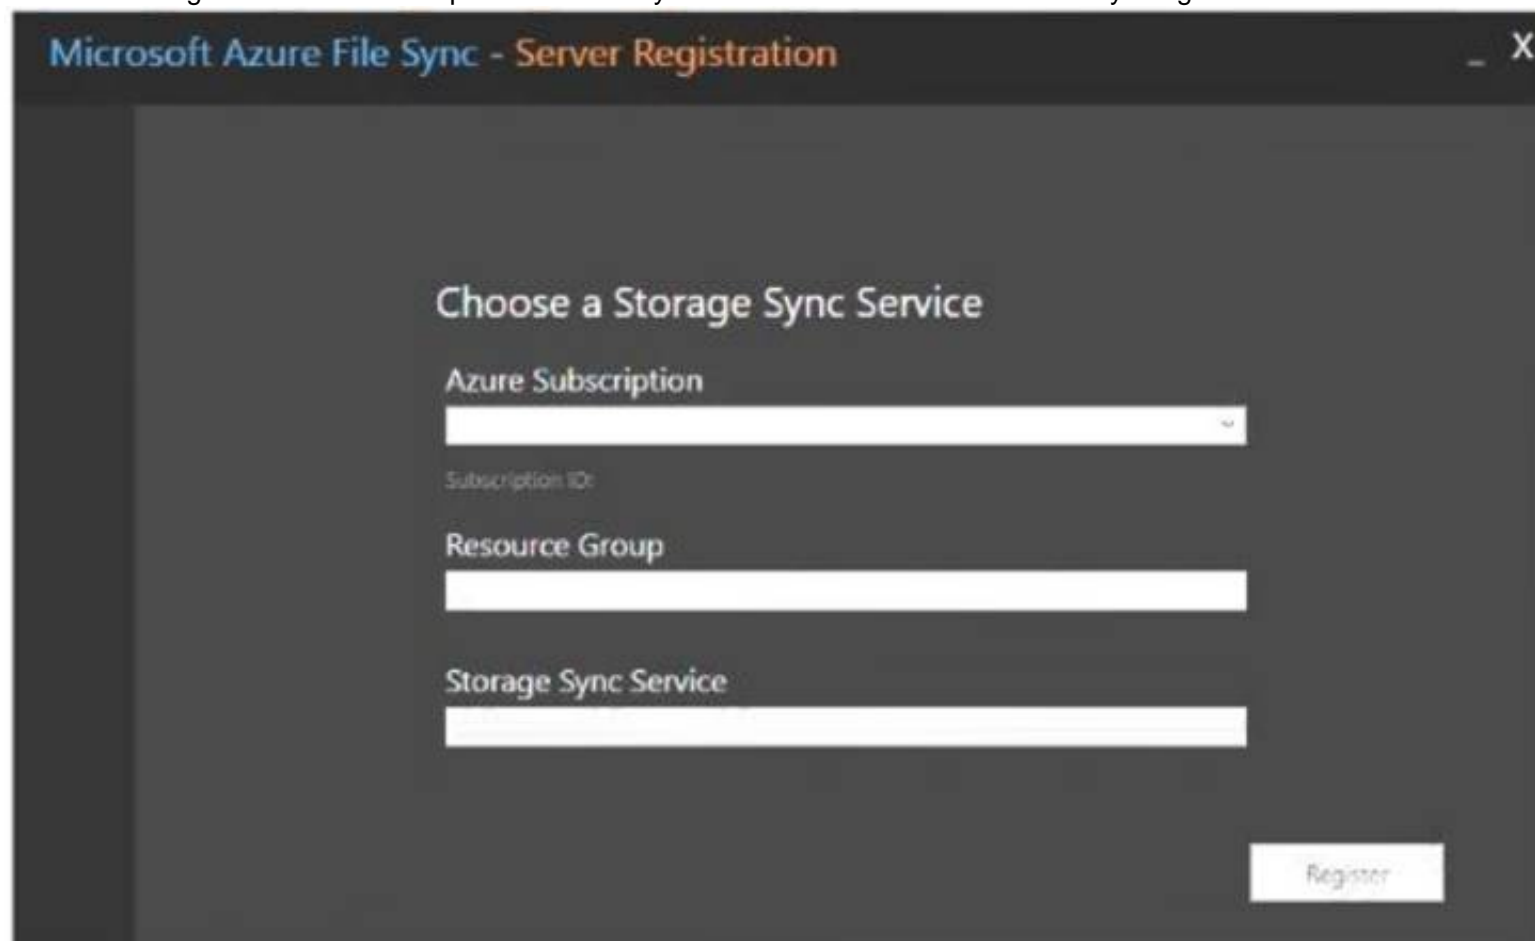 Microsoft Azure File Sync - Server Registration _ X
Choose a Storage Sync Service
Azure Subscription
Subscription ID:
Resource Group
Storage Sync Service
Register